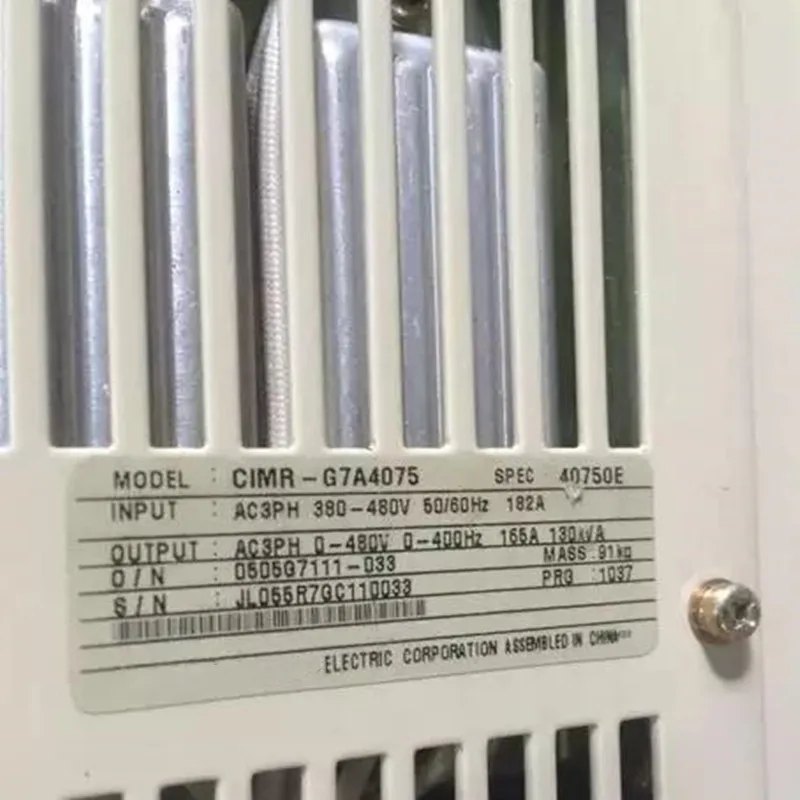 MODEL : CIMR-G7A4075 SPEC 40750E
INPUT : AC3PH 380-480V 50/60Hz 182A
OUTPUT : AC3PH 0-480V 0-400Hz 165A 130kVA
O/N : 0505G7111-033 MASS :91kg
S/N : JL055R7GC110033 PRG :1037
ELECTRIC CORPORATION ASSEMBLED IN CHINA